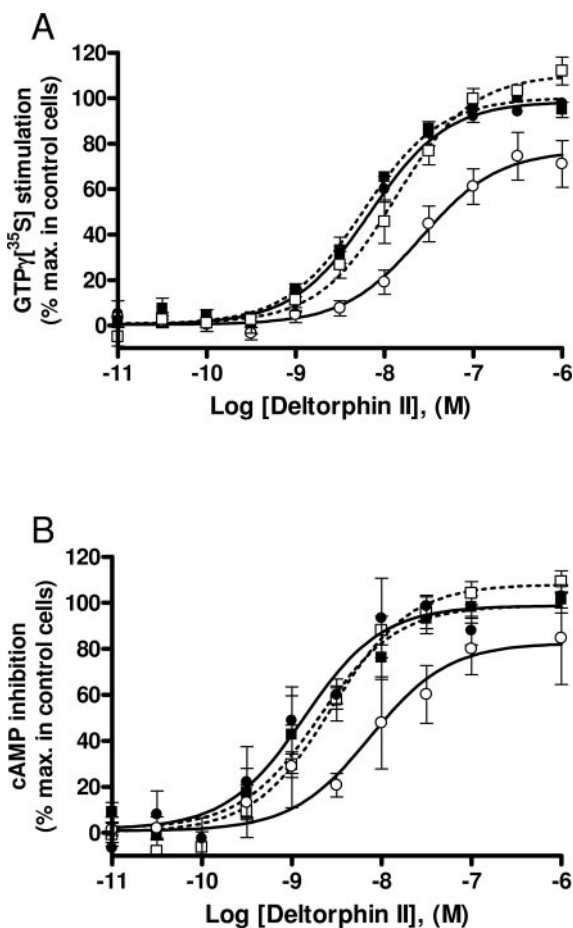 A
GTPγ[³⁵S] stimulation
(% max. in control cells)
120
100
80
60
40
20
0
-11 -10 -9 -8 -7 -6
Log [Deltorphin II], (M)
B
cAMP inhibition
(% max. in control cells)
120
100
80
60
40
20
0
-11 -10 -9 -8 -7 -6
Log [Deltorphin II], (M)